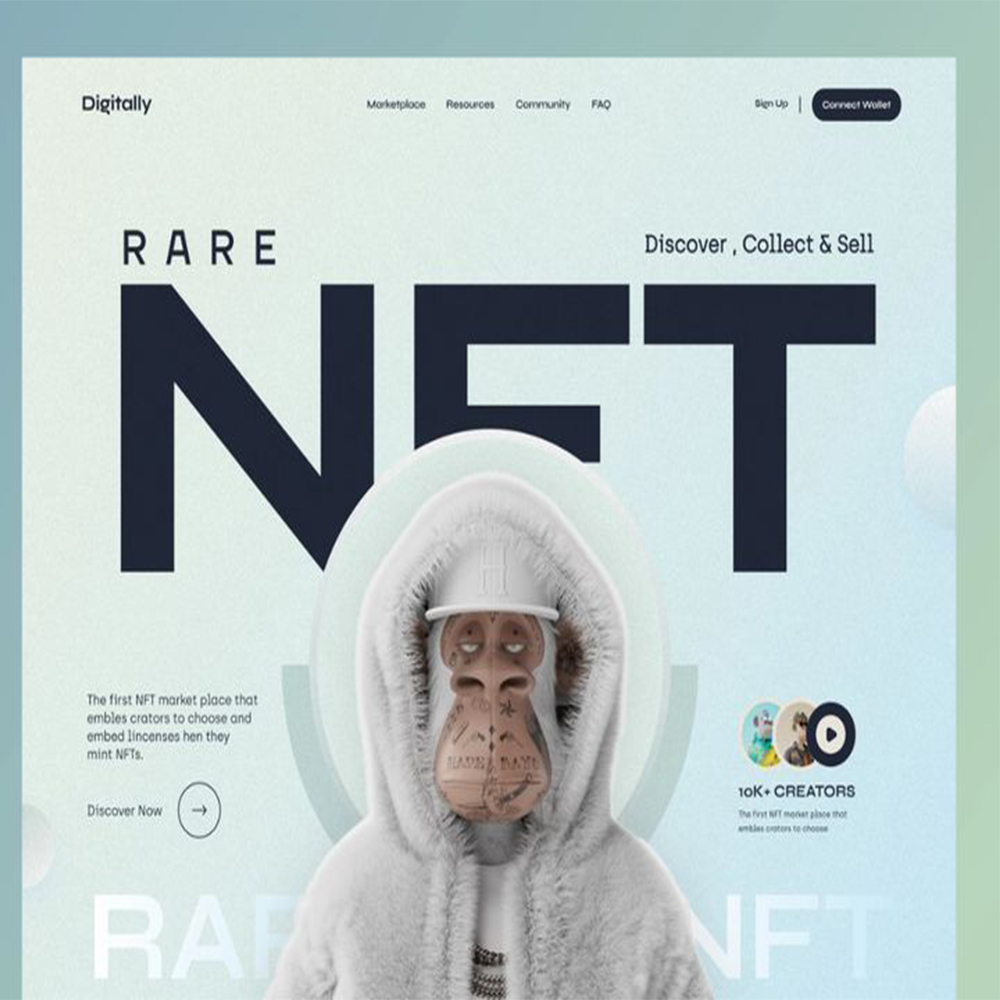 Digitally
Marketplace Resources Community FAQ
Sign Up | Connect Wallet
RARE
Discover , Collect & Sell
NFT
H
The first NFT market place that
embles crators to choose and
embed lincenses hen they
mint NFTs.
Discover Now
10K+ CREATORS
The first NFT market place that
embles crators to choose
NFT